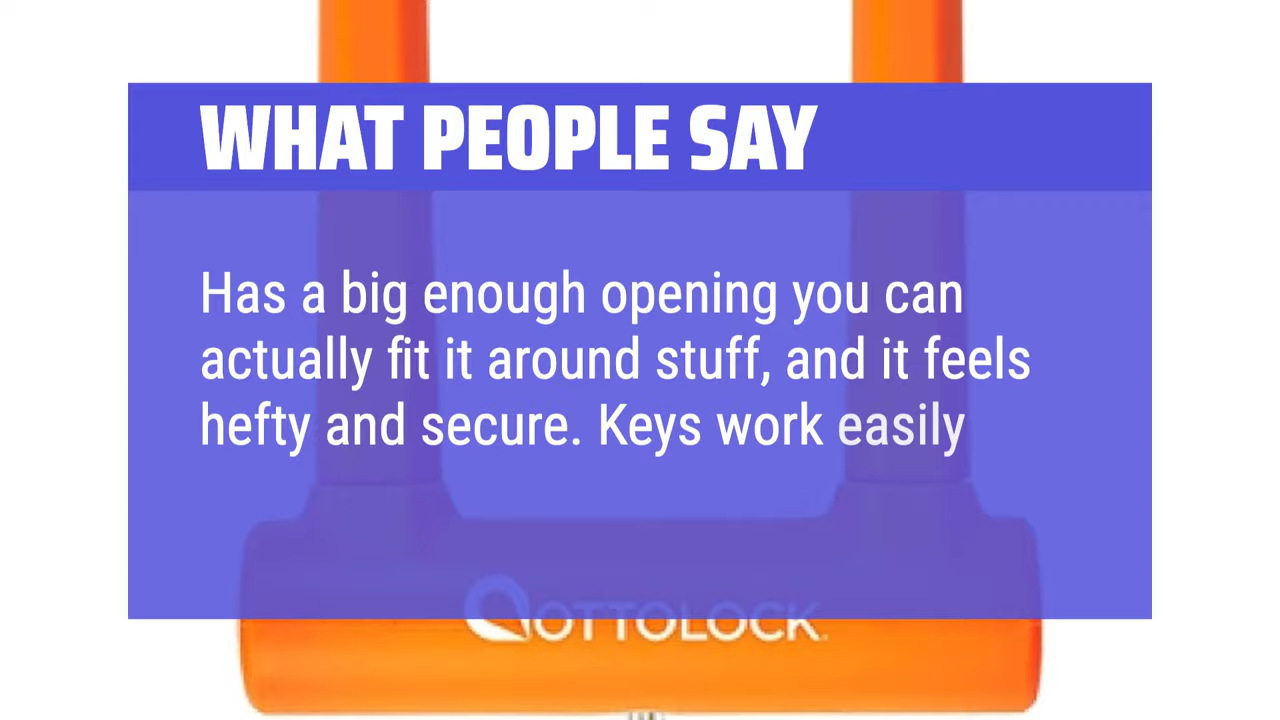 WHAT PEOPLE SAY
Has a big enough opening you can
actually fit it around stuff, and it feels
hefty and secure. Keys work easily
OTTOLOCK